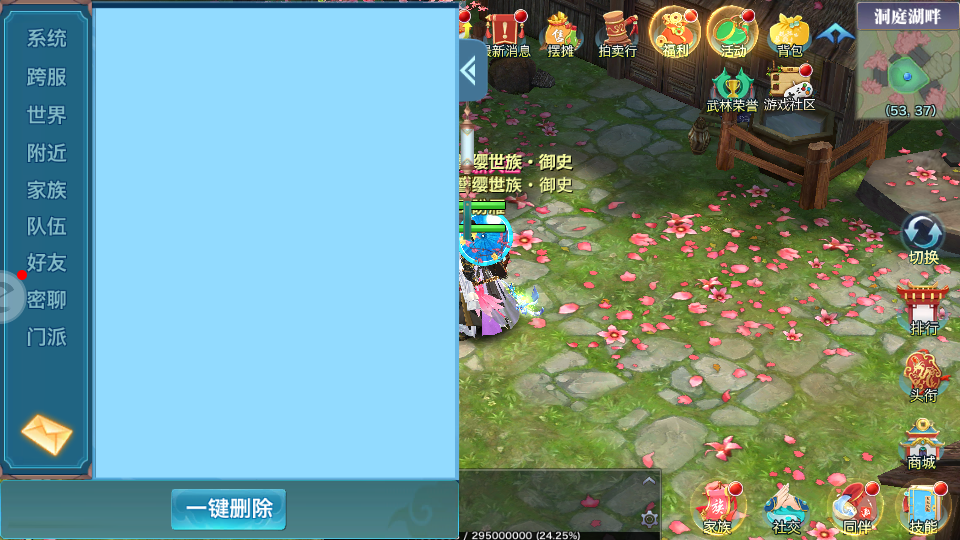 系统
跨服
世界
附近
家族
队伍
好友
密聊
门派
一键删除
最新消息
摆摊
售
拍卖行
福利
活动
背包
武林荣誉
游戏社区
洞庭湖畔
(53, 37)
缨世族·御史
缨世族·御史
切换
排行
头衔
商城
家族
族
社交
同伴
技能
/ 295000000 (24.25%)